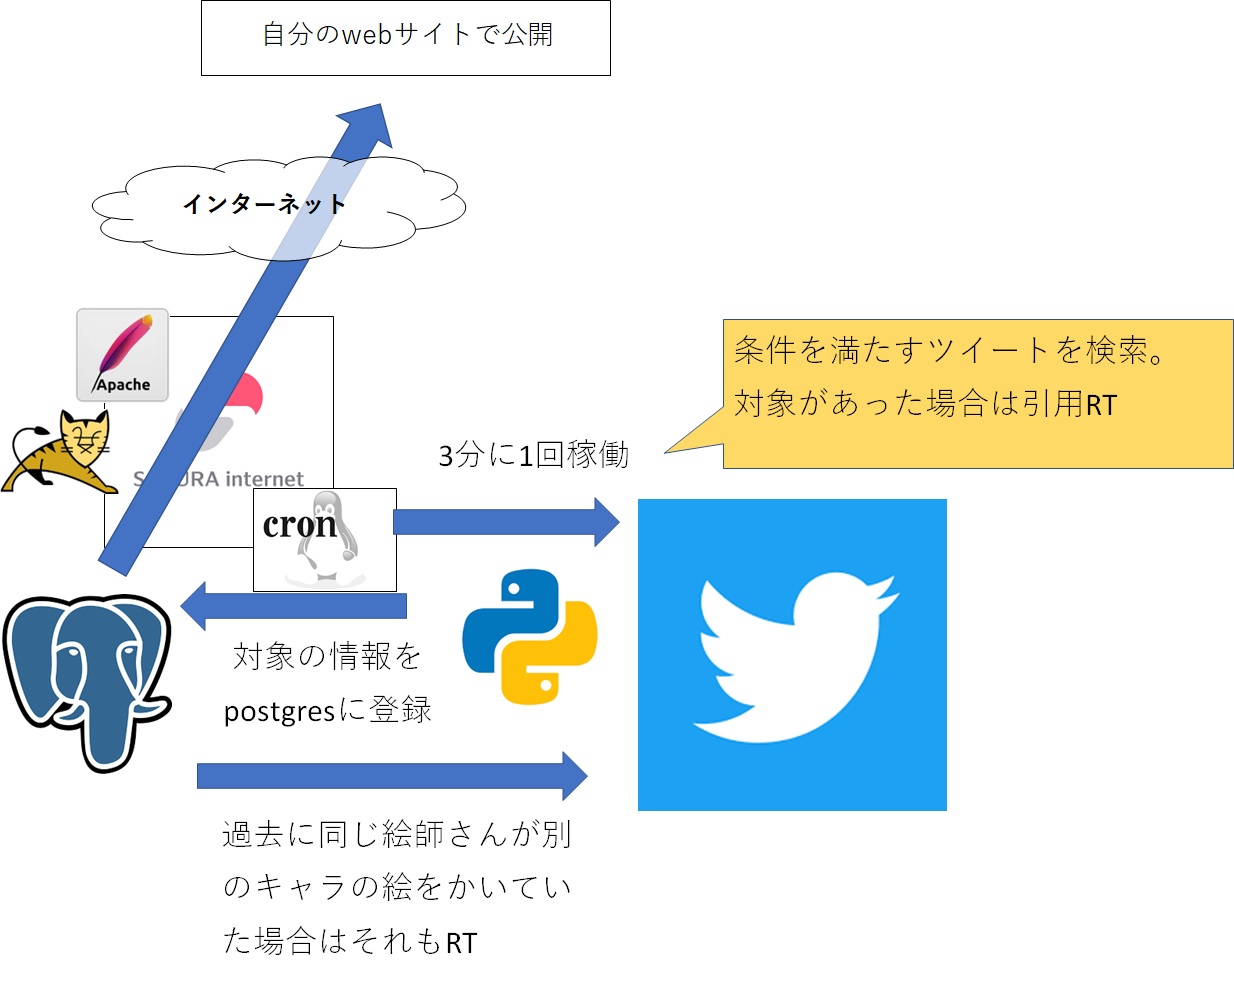 自分のwebサイトで公開
インターネット
Apache
SAKURA internet
3分に1回稼働
条件を満たすツイートを検索。
対象があった場合は引用RT
cron
対象の情報を
postgresに登録
過去に同じ絵師さんが別
のキャラの絵をかいてい
た場合はそれもRT